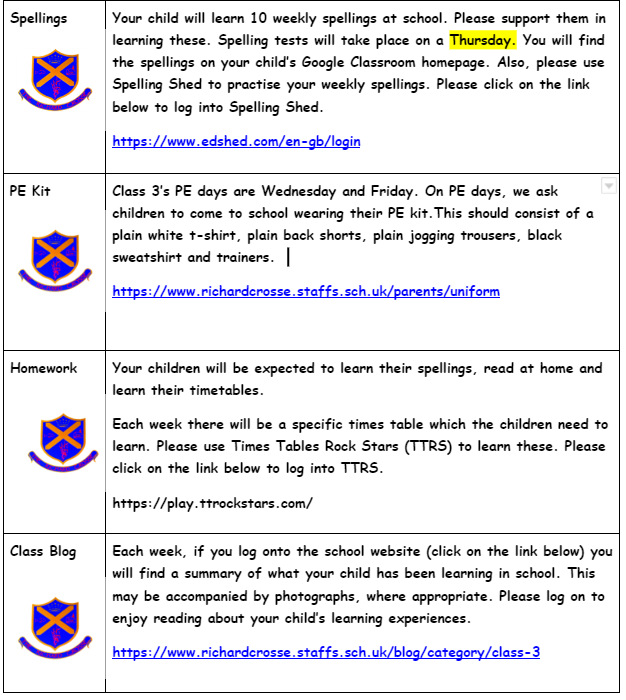 Spellings
Your child will learn 10 weekly spellings at school. Please support them in
learning these. Spelling tests will take place on a Thursday. You will find
the spellings on your child's Google Classroom homepage. Also, please use
Spelling Shed to practise your weekly spellings. Please click on the link
below to log into Spelling Shed.
https://www.edshed.com/en-gb/login
PE Kit
Class 3's PE days are Wednesday and Friday. On PE days, we ask
children to come to school wearing their PE kit.This should consist of a
plain white t-shirt, plain back shorts, plain jogging trousers, black
sweatshirt and trainers.
https://www.richardcrosse.staffs.sch.uk/parents/uniform
Homework
Your children will be expected to learn their spellings, read at home and
learn their timetables.
Each week there will be a specific times table which the children need to
learn. Please use Times Tables Rock Stars (TTRS) to learn these. Please
click on the link below to log into TTRS.
https://play.ttrockstars.com/
Class Blog
Each week, if you log onto the school website (click on the link below) you
will find a summary of what your child has been learning in school. This
may be accompanied by photographs, where appropriate. Please log on to
enjoy reading about your child's learning experiences.
https://www.richardcrosse.staffs.sch.uk/blog/category/class-3